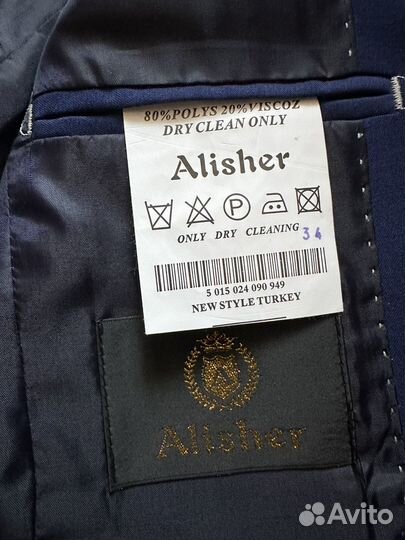 80%POLYS 20%VISCOZ
DRY CLEAN ONLY
Alisher
P
ONLY DRY CLEANING 34
5 015 024 090 949
NEW STYLE TURKEY
Alisher
Avito